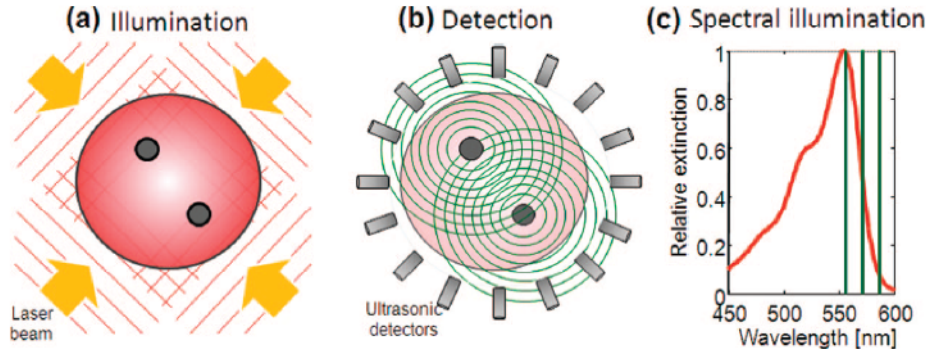 (a) Illumination
Laser
beam
(b) Detection
Ultrasonic
detectors
(c) Spectral illumination
Relative extinction
1
0.8
0.6
0.4
0.2
0
450
500
550
600
Wavelength [nm]